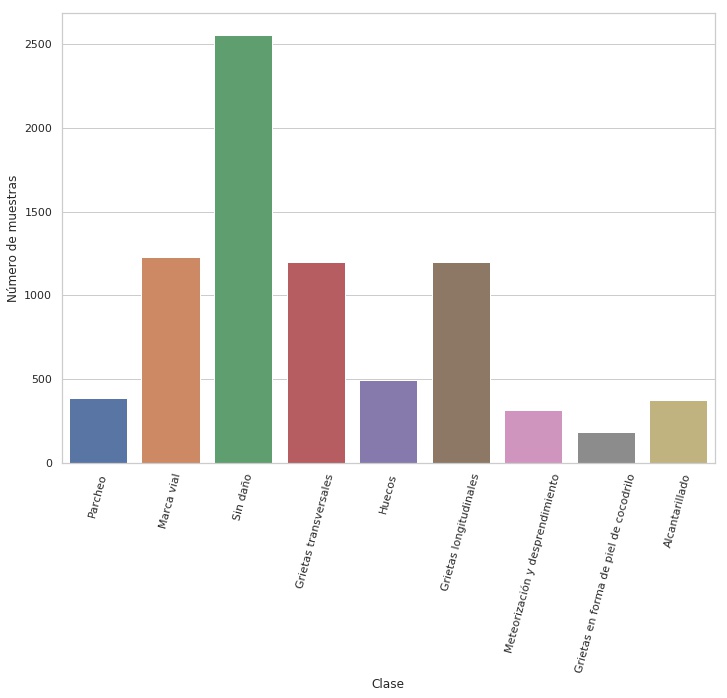 Número de muestras
2500
2000
1500
1000
500
0
Parcheo
Marca vial
Sin daño
Grietas transversales
Huecos
Grietas longitudinales
Meteorización y desprendimiento
Grietas en forma de piel de cocodrilo
Alcantarillado
Clase